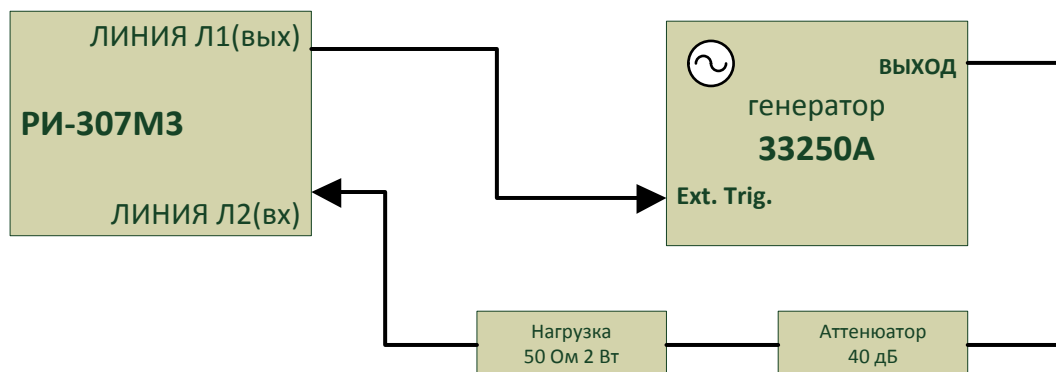 ЛИНИЯ Л1(вых)
РИ-307М3
ЛИНИЯ Л2(вх)
ВЫХОД
генератор
33250А
Ext. Trig.
Нагрузка
50 Ом 2 Вт
Аттенюатор
40 дБ